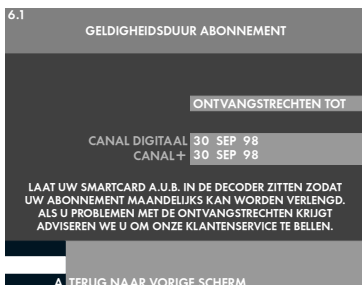 6.1
GELDIGHEIDSDUUR ABONNEMENT
ONTVANGSTRECHTEN TOT
CANAL DIGITAAL 30 SEP 98
CANAL+ 30 SEP 98
LAAT UW SMARTCARD A.U.B. IN DE DECODER ZITTEN ZODAT
UW ABONNEMENT MAANDELIJKS KAN WORDEN VERLENGD.
ALS U PROBLEMEN MET DE ONTVANGSTRECHTEN KRIJGT
ADVISEREN WE U OM ONZE KLANTENSERVICE TE BELLEN.
A TERUG NAAR VORIGE SCHERM